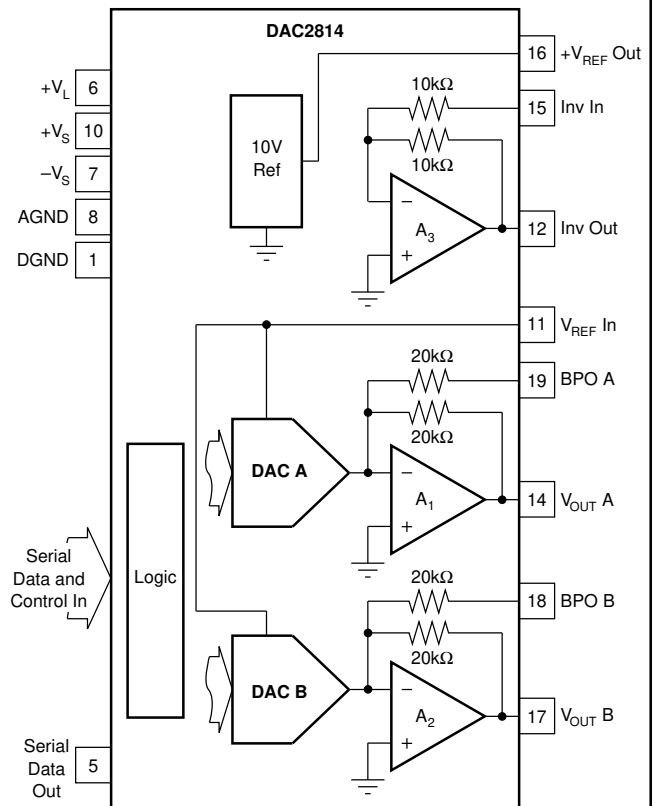 DAC2814
+V_L 6
+V_S 10
–V_S 7
AGND 8
DGND 1
10V
Ref
16 +V_REF Out
10kΩ
15 Inv In
10kΩ
–
A_3
+
12 Inv Out
11 V_REF In
20kΩ
19 BPO A
20kΩ
DAC A
–
A_1
+
14 V_OUT A
Serial
Data and
Control In
Logic
20kΩ
18 BPO B
20kΩ
DAC B
–
A_2
+
17 V_OUT B
Serial
Data
Out
5